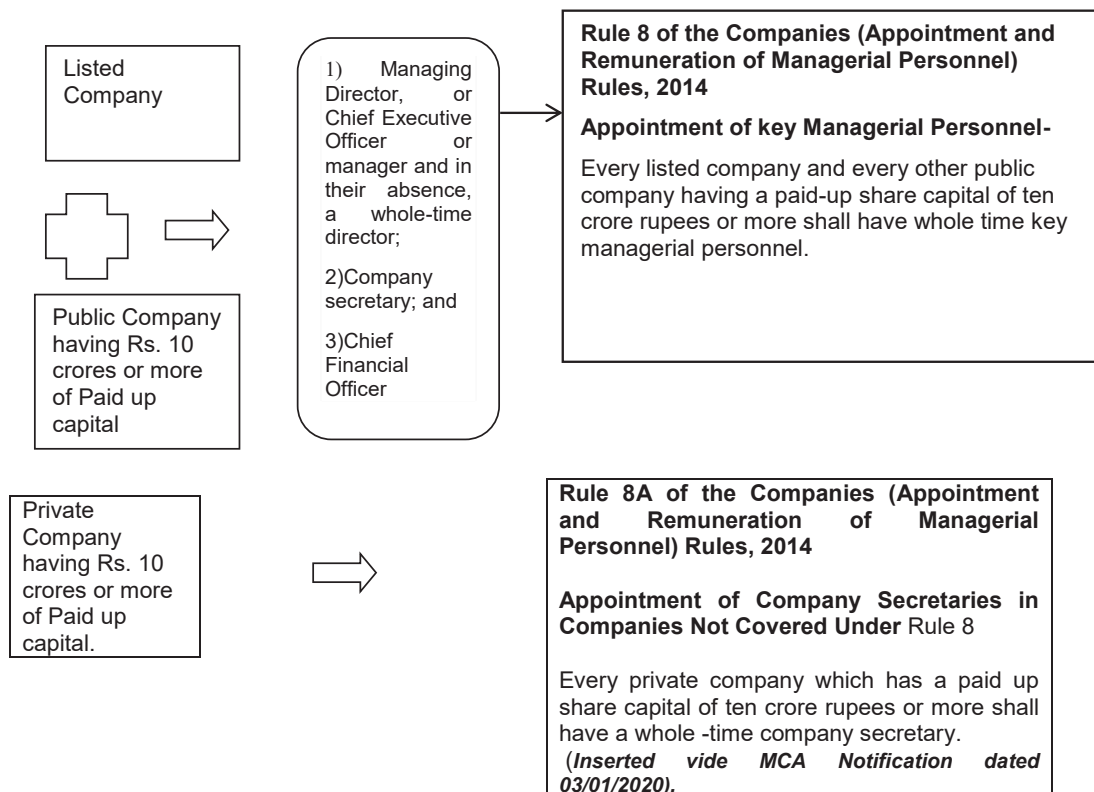 Listed
Company
Public Company
having Rs. 10
crores or more
of Paid up
capital
1) Managing
Director, or
Chief Executive
Officer or
manager and in
their absence,
a whole-time
director;
2)Company
secretary; and
3)Chief
Financial
Officer
Rule 8 of the Companies (Appointment and
Remuneration of Managerial Personnel)
Rules, 2014
Appointment of key Managerial Personnel-
Every listed company and every other public
company having a paid-up share capital of ten
crore rupees or more shall have whole time key
managerial personnel.
Private
Company
having Rs. 10
crores or more
of Paid up
capital.
Rule 8A of the Companies (Appointment
and Remuneration of Managerial
Personnel) Rules, 2014
Appointment of Company Secretaries in
Companies Not Covered Under Rule 8
Every private company which has a paid up
share capital of ten crore rupees or more shall
have a whole -time company secretary.
(Inserted vide MCA Notification dated
03/01/2020).